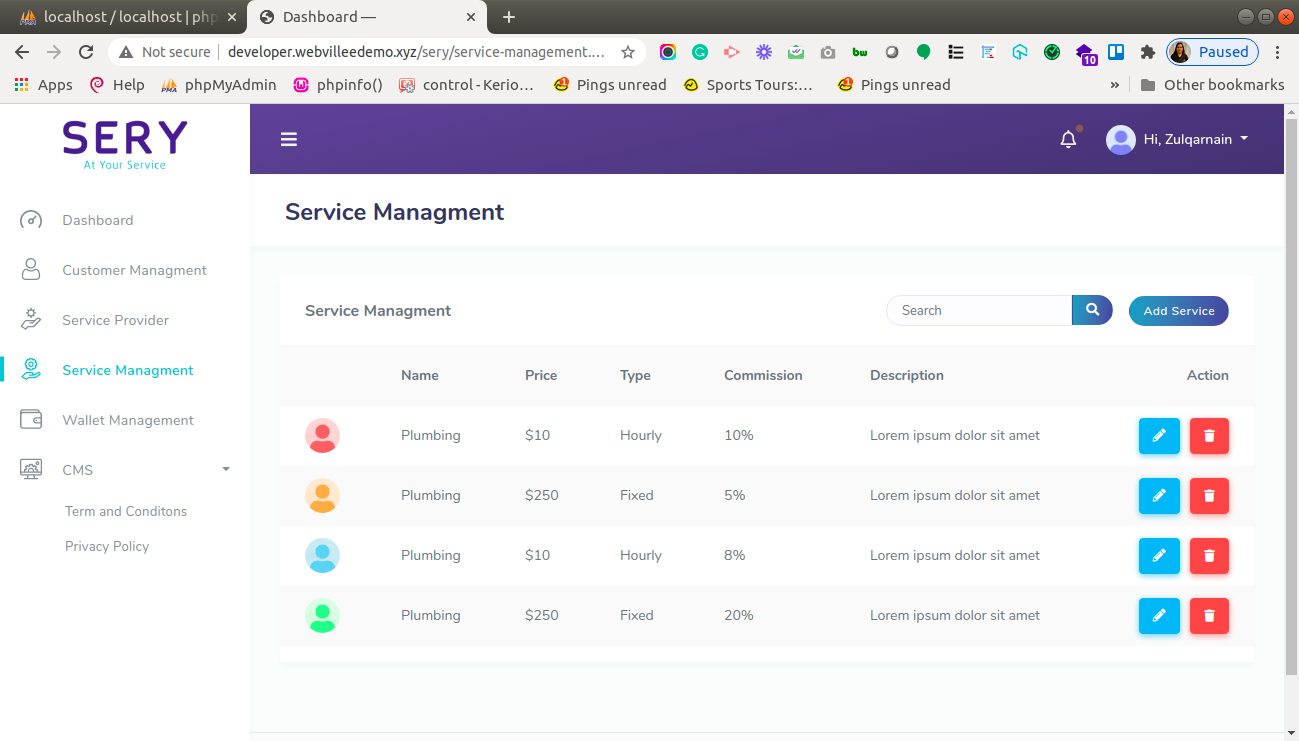 localhost / localhost | php
Dashboard —
Not secure developer.webvilleedemo.xyz/sery/service-management.... bw 10 Paused
Apps Help phpMyAdmin phpinfo() control - Kerio... Pings unread Sports Tours:... Pings unread » Other bookmarks
SERY
At Your Service
Hi, Zulqarnain
Dashboard
Customer Managment
Service Provider
Service Managment
Wallet Management
CMS
Term and Conditons
Privacy Policy
Service Managment
Service Managment Search Add Service
Name Price Type Commission Description Action
Plumbing $10 Hourly 10% Lorem ipsum dolor sit amet
Plumbing $250 Fixed 5% Lorem ipsum dolor sit amet
Plumbing $10 Hourly 8% Lorem ipsum dolor sit amet
Plumbing $250 Fixed 20% Lorem ipsum dolor sit amet